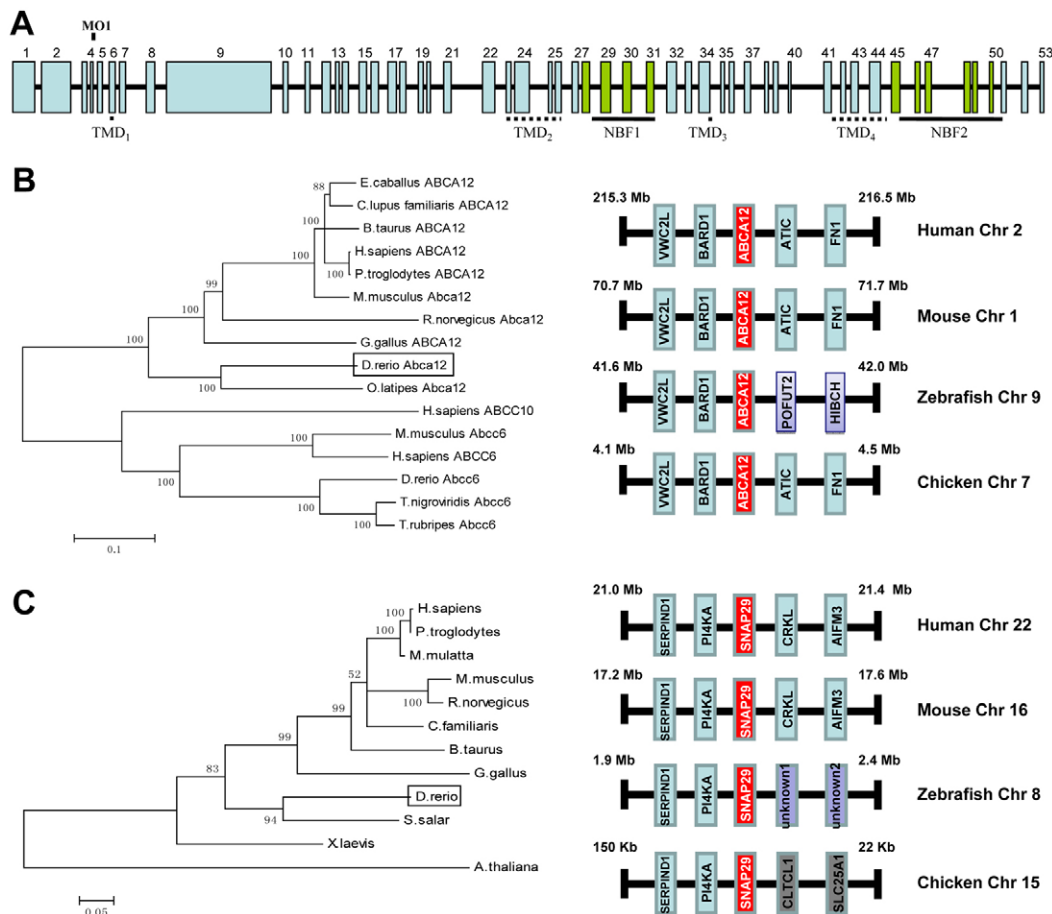 A
MO1
1 2 4 6 7 8 9 10 11 13 15 17 19 21 22 24 25 27 29 30 31 32 34 35 37 40 41 43 44 45 47 50 53
TMD1
TMD2
NBF1
TMD3
TMD4
NBF2
B
E.caballus ABCA12
C.lupus familiaris ABCA12
B.taurus ABCA12
H.sapiens ABCA12
P.troglodytes ABCA12
M.musculus Abca12
R.norvegicus Abca12
G.gallus ABCA12
D.rerio Abca12
O.latipes Abca12
H.sapiens ABCC10
M.musculus Abcc6
H.sapiens ABCC6
D.rerio Abcc6
T.nigroviridis Abcc6
T.rubripes Abcc6
88
100
100
100
99
100
100
100
100
100
100
100
0.1
215.3 Mb
216.5 Mb
VWC2L
BARD1
ABCA12
ATIC
FN1
Human Chr 2
70.7 Mb
71.7 Mb
VWC2L
BARD1
ABCA12
ATIC
FN1
Mouse Chr 1
41.6 Mb
42.0 Mb
VWC2L
BARD1
ABCA12
POFUT2
HIBCH
Zebrafish Chr 9
4.1 Mb
4.5 Mb
VWC2L
BARD1
ABCA12
ATIC
FN1
Chicken Chr 7
C
H.sapiens
P.troglodytes
M.mulatta
M.musculus
R.norvegicus
C.familiaris
B.taurus
G.gallus
D.rerio
S.salar
X.laevis
A.thaliana
100
100
52
100
99
99
83
94
0.05
21.0 Mb
21.4 Mb
SERPIND1
PI4KA
SNAP29
CRKL
AIFM3
Human Chr 22
17.2 Mb
17.6 Mb
SERPIND1
PI4KA
SNAP29
CRKL
AIFM3
Mouse Chr 16
1.9 Mb
2.4 Mb
SERPIND1
PI4KA
SNAP29
unknown1
unknown2
Zebrafish Chr 8
150 Kb
22 Kb
SERPIND1
PI4KA
SNAP29
CLTCL1
SLC25A1
Chicken Chr 15